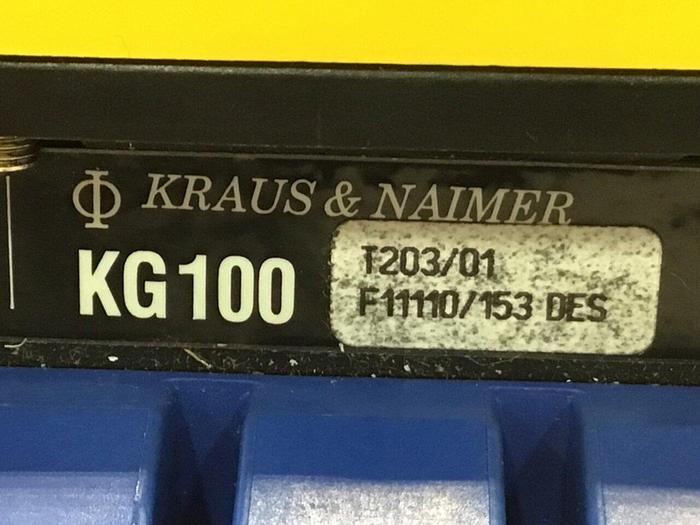 KRAUS & NAIMER
KG100
T203/01
F11110/153 DES